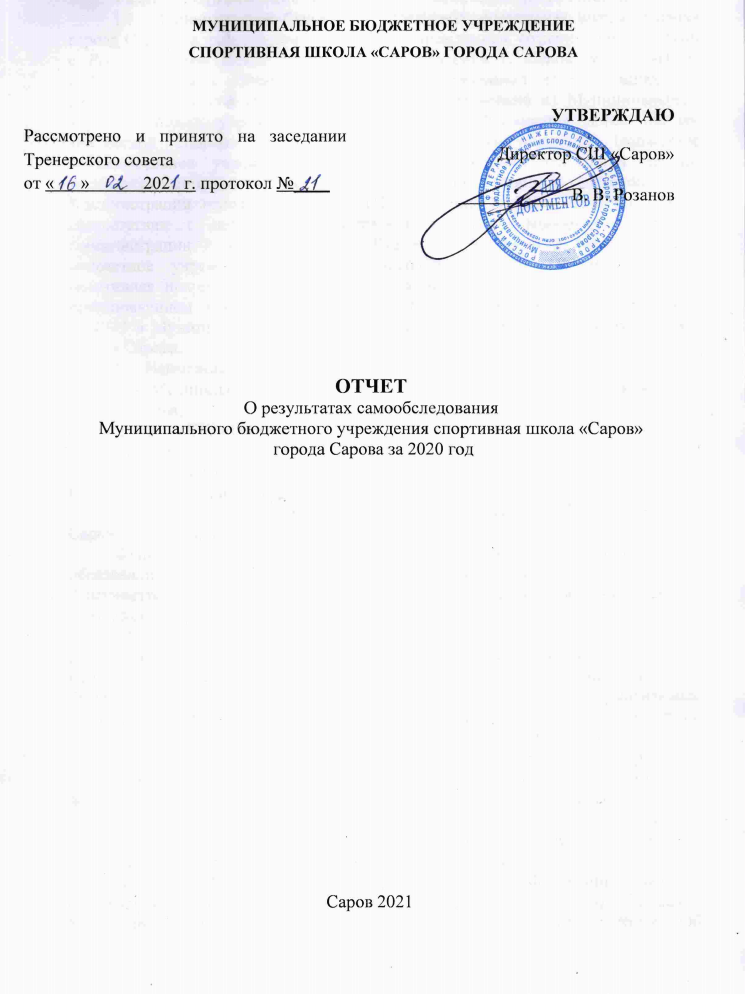 МУНИЦИПАЛЬНОЕ БЮДЖЕТНОЕ УЧРЕЖДЕНИЕ
СПОРТИВНАЯ ШКОЛА «САРОВ» ГОРОДА САРОВА
УТВЕРЖДАЮ
Рассмотрено и принято на заседании
Тренерского совета
от «16» 02 2021 г. протокол № 21
Директор СШ «Саров»
В. В. Розанов
ДЛЯ
ДОКУМЕНТОВ
ОТЧЕТ
О результатах самообследования
Муниципального бюджетного учреждения спортивная школа «Саров»
города Сарова за 2020 год
Саров 2021